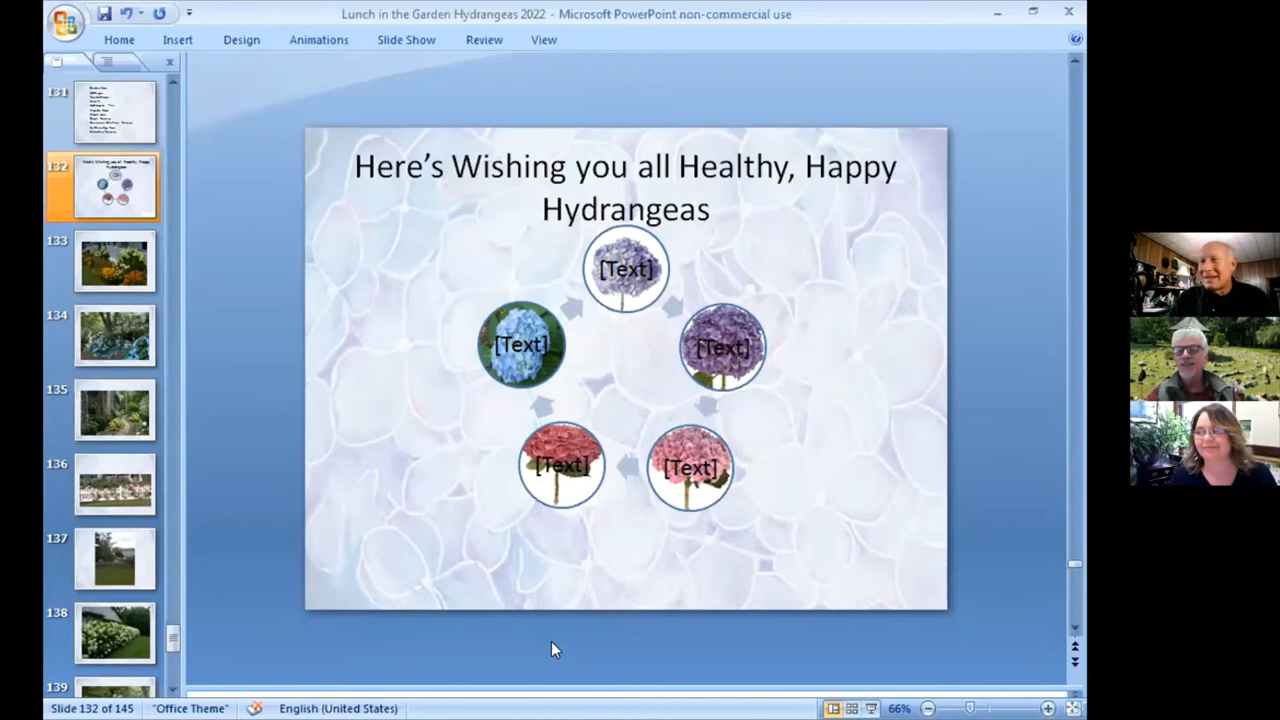 Lunch in the Garden Hydrangeas 2022 - Microsoft PowerPoint non-commercial use
Home Insert Design Animations Slide Show Review View
131
132
133
134
135
136
137
138
139
Here's Wishing you all Healthy, Happy
Hydrangeas
[Text]
[Text]
[Text]
[Text]
[Text]
Slide 132 of 145 "Office Theme" English (United States) 66%